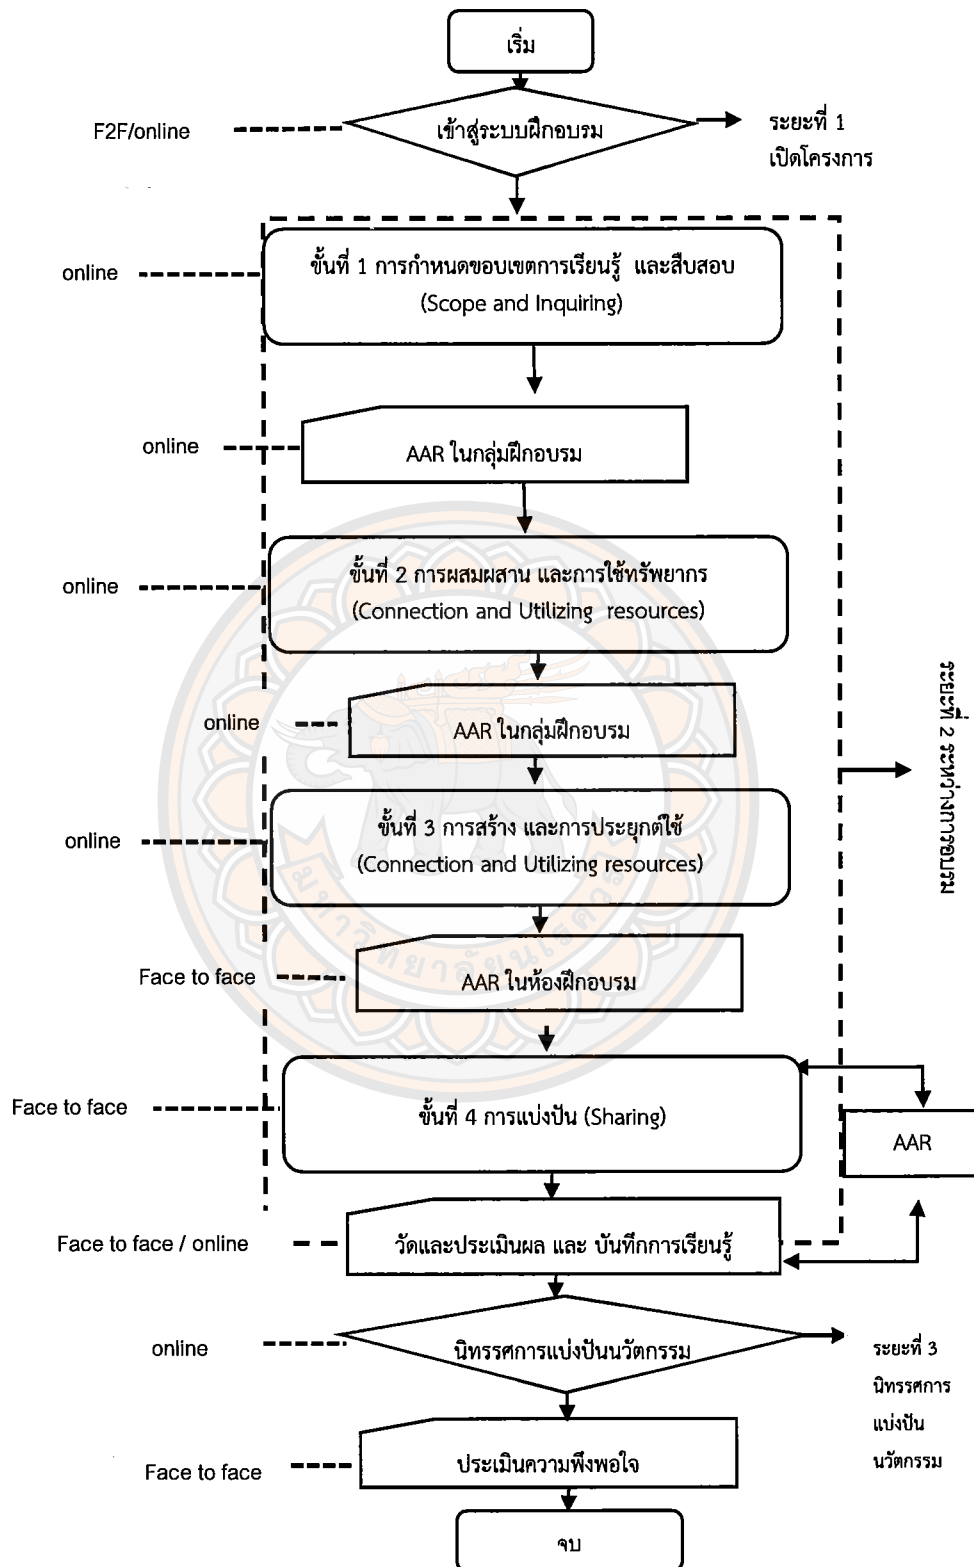 เริ่ม
F2F/online
เข้าสู่ระบบฝึกอบรม
ระยะที่ 1
เปิดโครงการ
online
ขั้นที่ 1 การกำหนดขอบเขตการเรียนรู้ และสืบสอบ
(Scope and Inquiring)
online
AAR ในกลุ่มฝึกอบรม
online
ขั้นที่ 2 การผสมผสาน และการใช้ทรัพยากร
(Connection and Utilizing resources)
online
AAR ในกลุ่มฝึกอบรม
ระยะที่ 2 ระหว่างการอบรม
online
ขั้นที่ 3 การสร้าง และการประยุกต์ใช้
(Connection and Utilizing resources)
มหาวิทยาลัยนเรศวร
Face to face
AAR ในห้องฝึกอบรม
Face to face
ขั้นที่ 4 การแบ่งปัน (Sharing)
AAR
Face to face / online
วัดและประเมินผล และ บันทึกการเรียนรู้
online
นิทรรศการแบ่งปันนวัตกรรม
ระยะที่ 3
นิทรรศการ
แบ่งปัน
นวัตกรรม
Face to face
ประเมินความพึงพอใจ
จบ